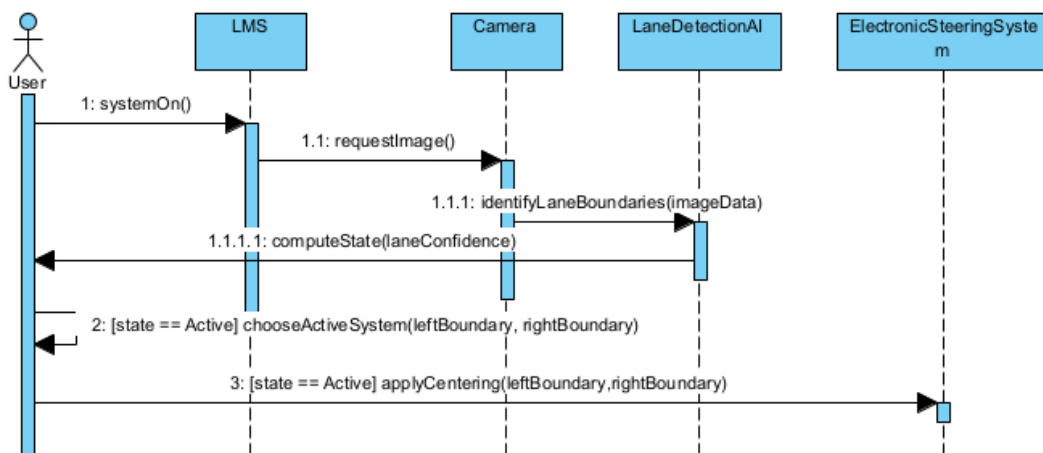 LMS
Camera
LaneDetectionAI
ElectronicSteeringSyste
m
User
1: systemOn()
1.1: requestImage()
1.1.1: identifyLaneBoundaries(imageData)
1.1.1.1: computeState(laneConfidence)
2: [state == Active] chooseActiveSystem(leftBoundary, rightBoundary)
3: [state == Active] applyCentering(leftBoundary,rightBoundary)